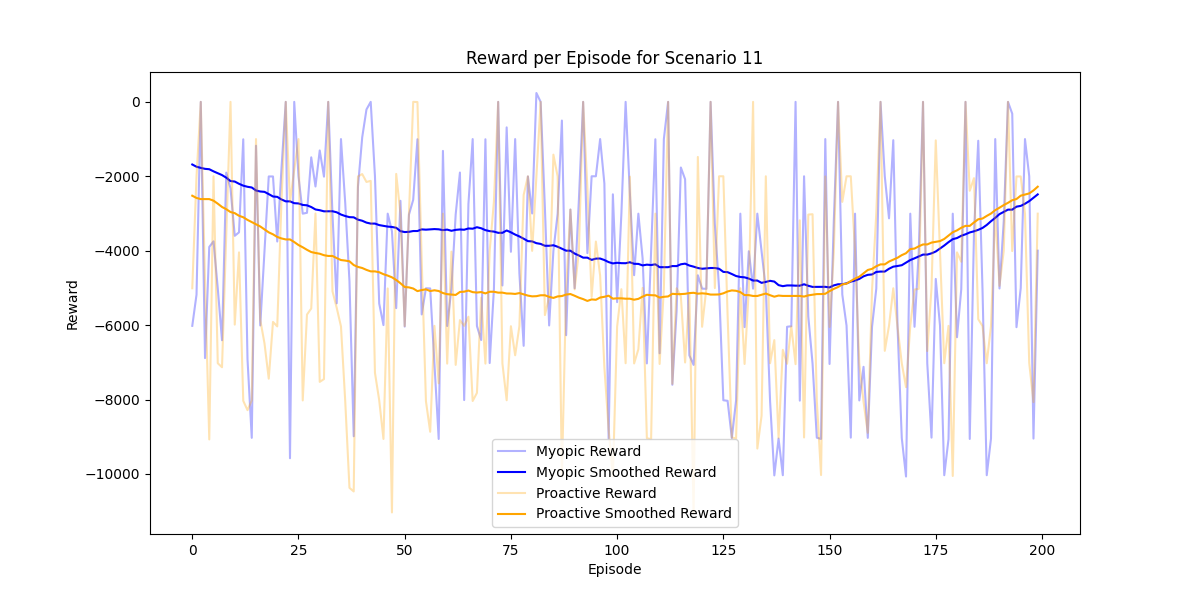 Reward per Episode for Scenario 11
Reward
0
−2000
−4000
−6000
−8000
−10000
Myopic Reward
Myopic Smoothed Reward
Proactive Reward
Proactive Smoothed Reward
0 25 50 75 100 125 150 175 200
Episode